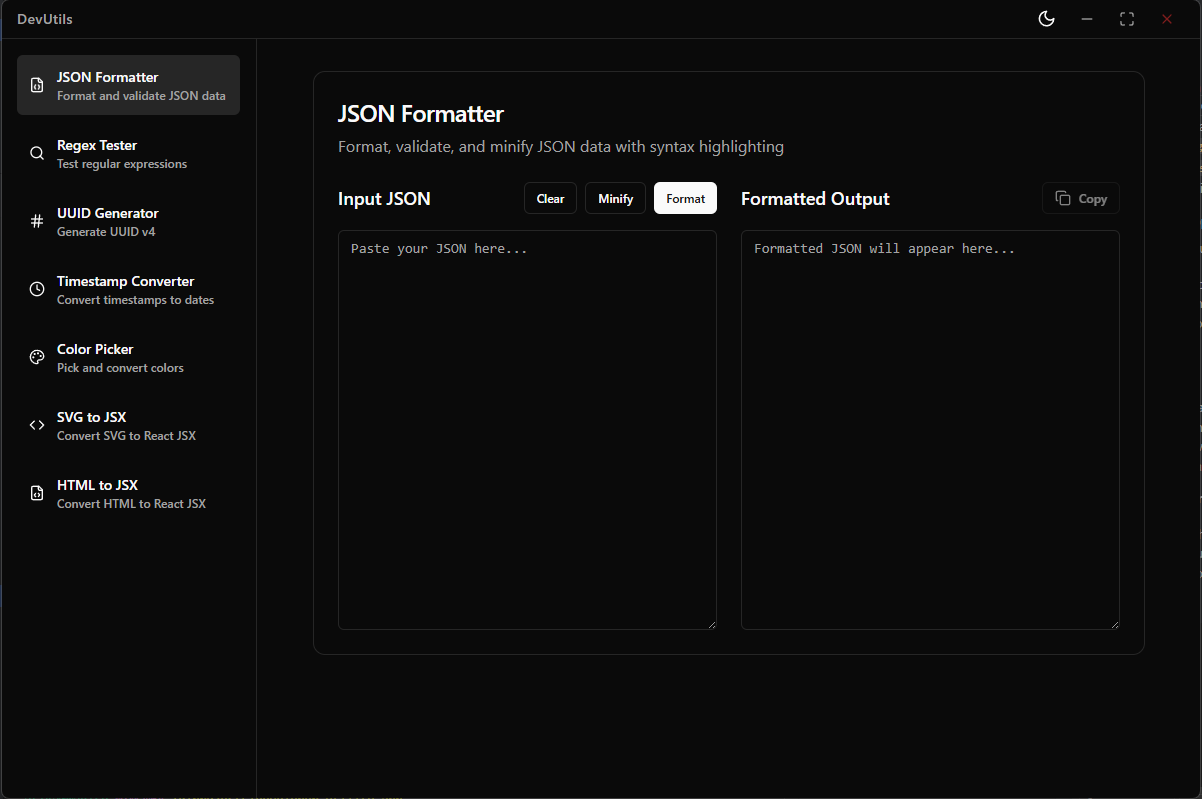 DevUtils
JSON Formatter
Format and validate JSON data
Regex Tester
Test regular expressions
UUID Generator
Generate UUID v4
Timestamp Converter
Convert timestamps to dates
Color Picker
Pick and convert colors
SVG to JSX
Convert SVG to React JSX
HTML to JSX
Convert HTML to React JSX
JSON Formatter
Format, validate, and minify JSON data with syntax highlighting
Input JSON
Clear
Minify
Format
Paste your JSON here...
Formatted Output
Copy
Formatted JSON will appear here...